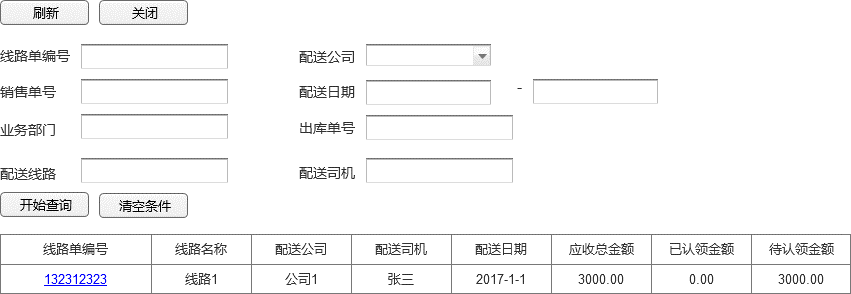 刷新 关闭
线路单编号 配送公司
销售单号 配送日期 -
业务部门 出库单号
配送线路 配送司机
开始查询 清空条件
线路单编号 线路名称 配送公司 配送司机 配送日期 应收总金额 已认领金额 待认领金额
132312323 线路1 公司1 张三 2017-1-1 3000.00 0.00 3000.00